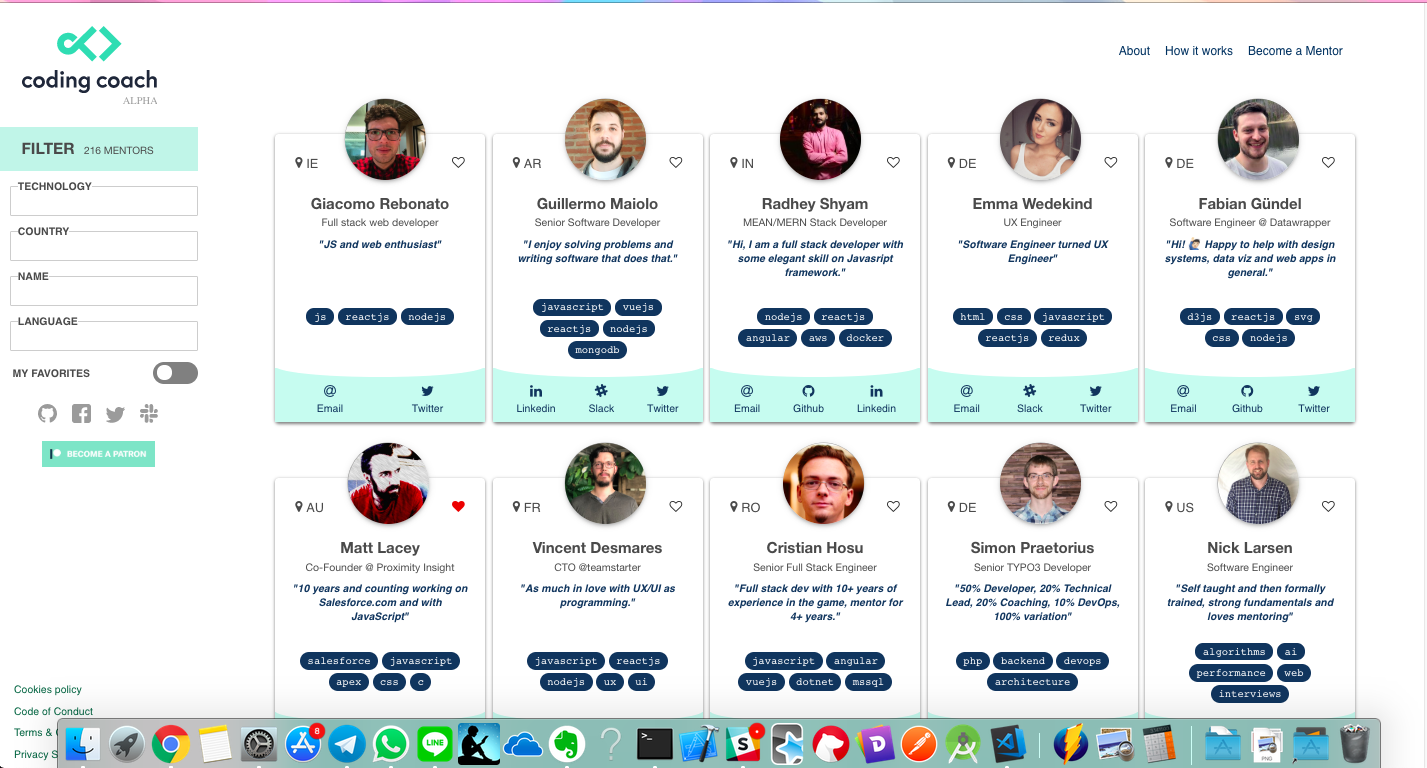 coding coach
ALPHA
About How it works Become a Mentor
FILTER 216 MENTORS
TECHNOLOGY
COUNTRY
NAME
LANGUAGE
MY FAVORITES
BECOME A PATRON
Cookies policy
Code of Conduct
Terms &
Privacy S
IE
Giacomo Rebonato
Full stack web developer
"JS and web enthusiast"
js reactjs nodejs
Email Twitter
AR
Guillermo Maiolo
Senior Software Developer
"I enjoy solving problems and
writing software that does that."
javascript vuejs
reactjs nodejs
mongodb
Linkedin Slack Twitter
IN
Radhey Shyam
MEAN/MERN Stack Developer
"Hi, I am a full stack developer with
some elegant skill on Javasript
framework."
nodejs reactjs
angular aws docker
Email Github Linkedin
DE
Emma Wedekind
UX Engineer
"Software Engineer turned UX
Engineer"
html css javascript
reactjs redux
Email Slack Twitter
DE
Fabian Gündel
Software Engineer @ Datawrapper
"Hi! 🙋🏻‍♂️ Happy to help with design
systems, data viz and web apps in
general."
d3js reactjs svg
css nodejs
Email Github Twitter
AU
Matt Lacey
Co-Founder @ Proximity Insight
"10 years and counting working on
Salesforce.com and with
JavaScript"
salesforce javascript
apex css c
FR
Vincent Desmares
CTO @teamstarter
"As much in love with UX/UI as
programming."
javascript reactjs
nodejs ux ui
RO
Cristian Hosu
Senior Full Stack Engineer
"Full stack dev with 10+ years of
experience in the game, mentor for
4+ years."
javascript angular
vuejs dotnet mssql
DE
Simon Praetorius
Senior TYPO3 Developer
"50% Developer, 20% Technical
Lead, 20% Coaching, 10% DevOps,
100% variation"
php backend devops
architecture
US
Nick Larsen
Software Engineer
"Self taught and then formally
trained, strong fundamentals and
loves mentoring"
algorithms ai
performance web
interviews
8
LINE
PNG